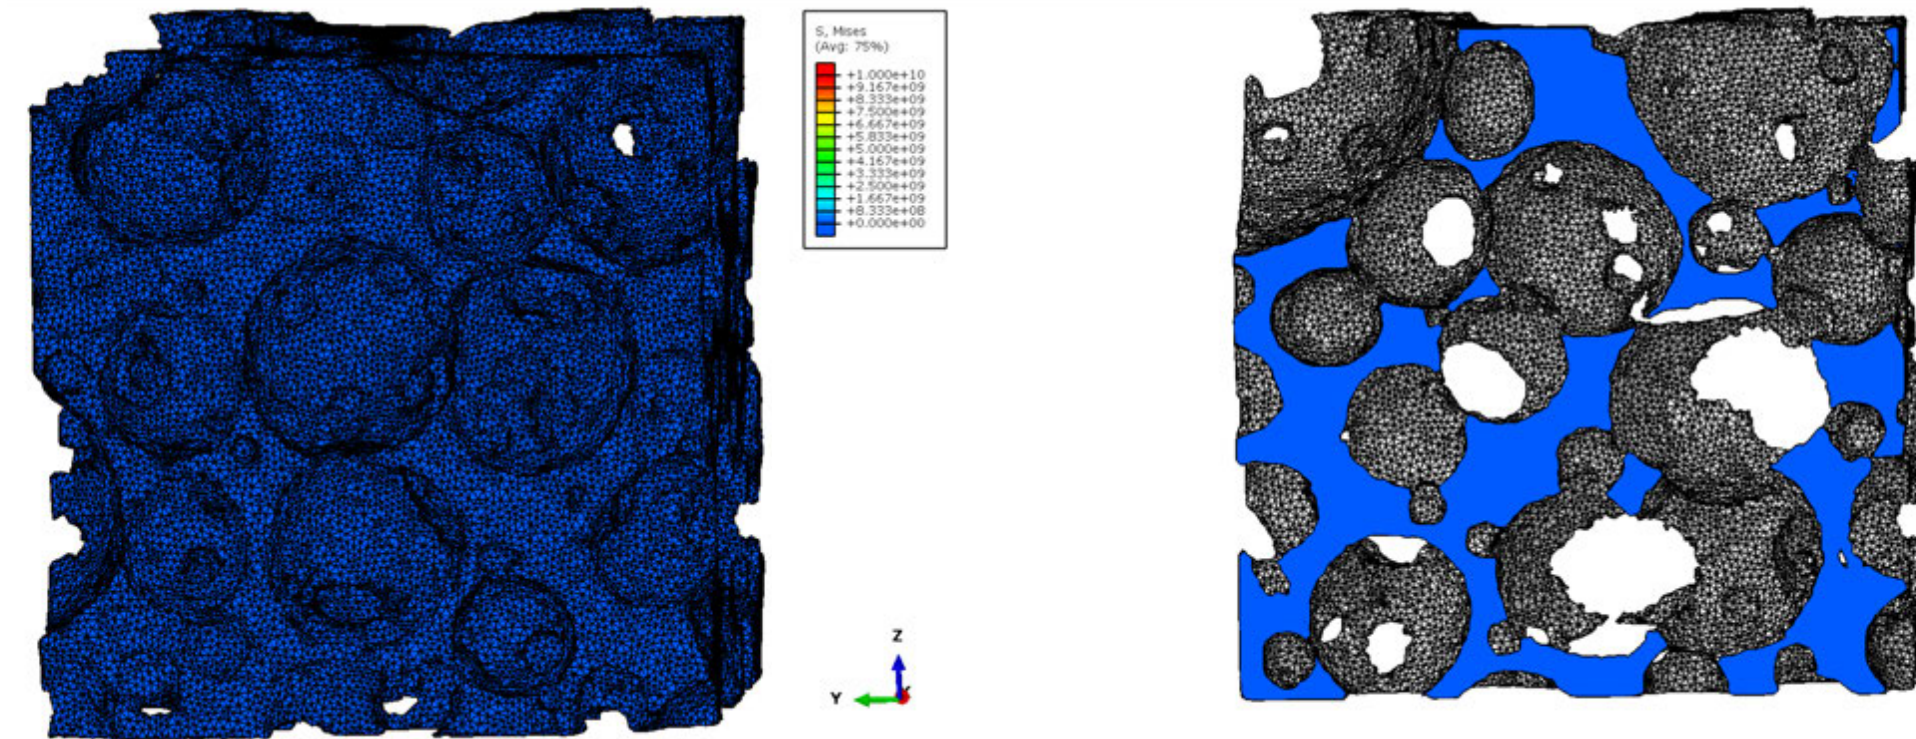 S, Mises
(Avg: 75%)
+1.000e+10
+9.167e+09
+8.333e+09
+7.500e+09
+6.667e+09
+5.833e+09
+5.000e+09
+4.167e+09
+3.333e+09
+2.500e+09
+1.667e+09
+8.333e+08
+0.000e+00
Z
Y